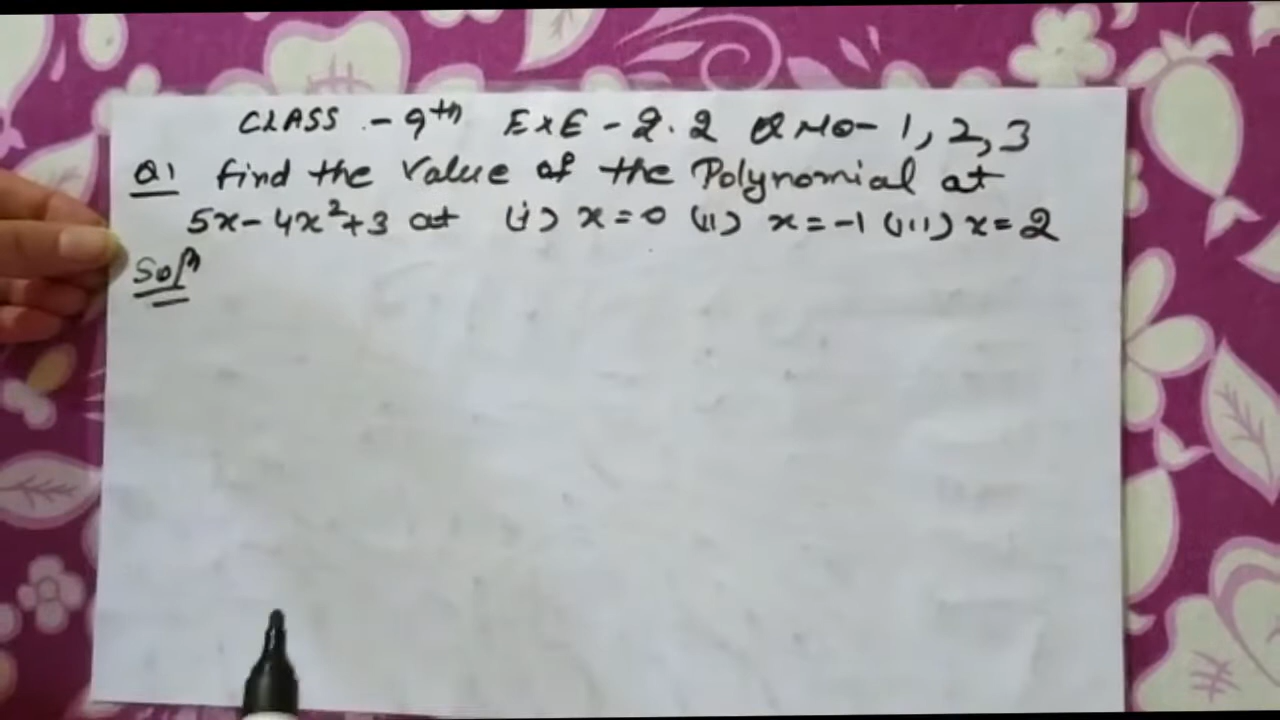 CLASS - 9th EXE - 2.2 Q NO - 1, 2, 3
Q1 find the Value of the Polynomial at
5x - 4x²+3 at (i) x = 0 (ii) x = -1 (iii) x = 2
Soln